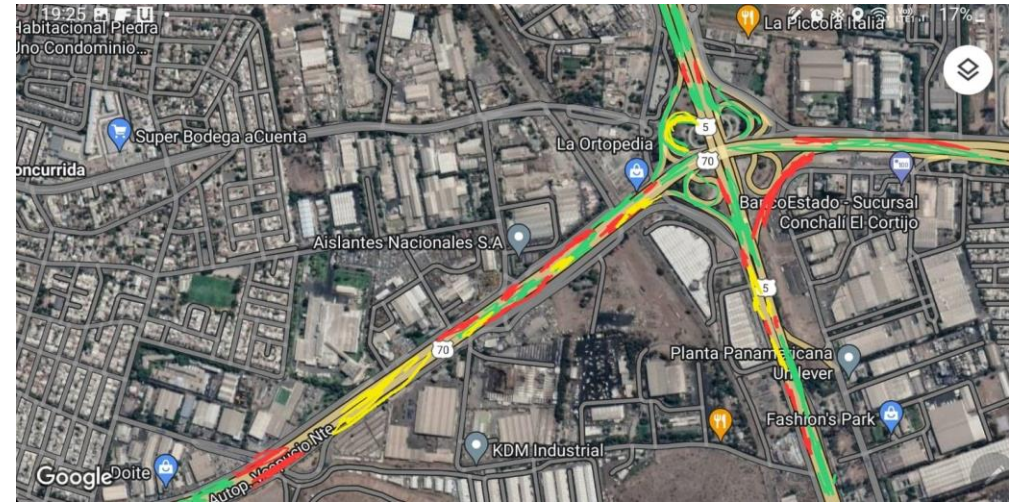 19:25
17%
La Piccola Italia
Habitacional Piedra
Uno Condominio...
5
Super Bodega aCuenta
La Ortopedia
70
oncurrida
BancoEstado - Sucursal
Conchalí El Cortijo
Aislantes Nacionales S.A
5
70
Planta Panamericana
Unilever
Fashion's Park
KDM Industrial
Autop. Vespucio Nte
Google
Doite